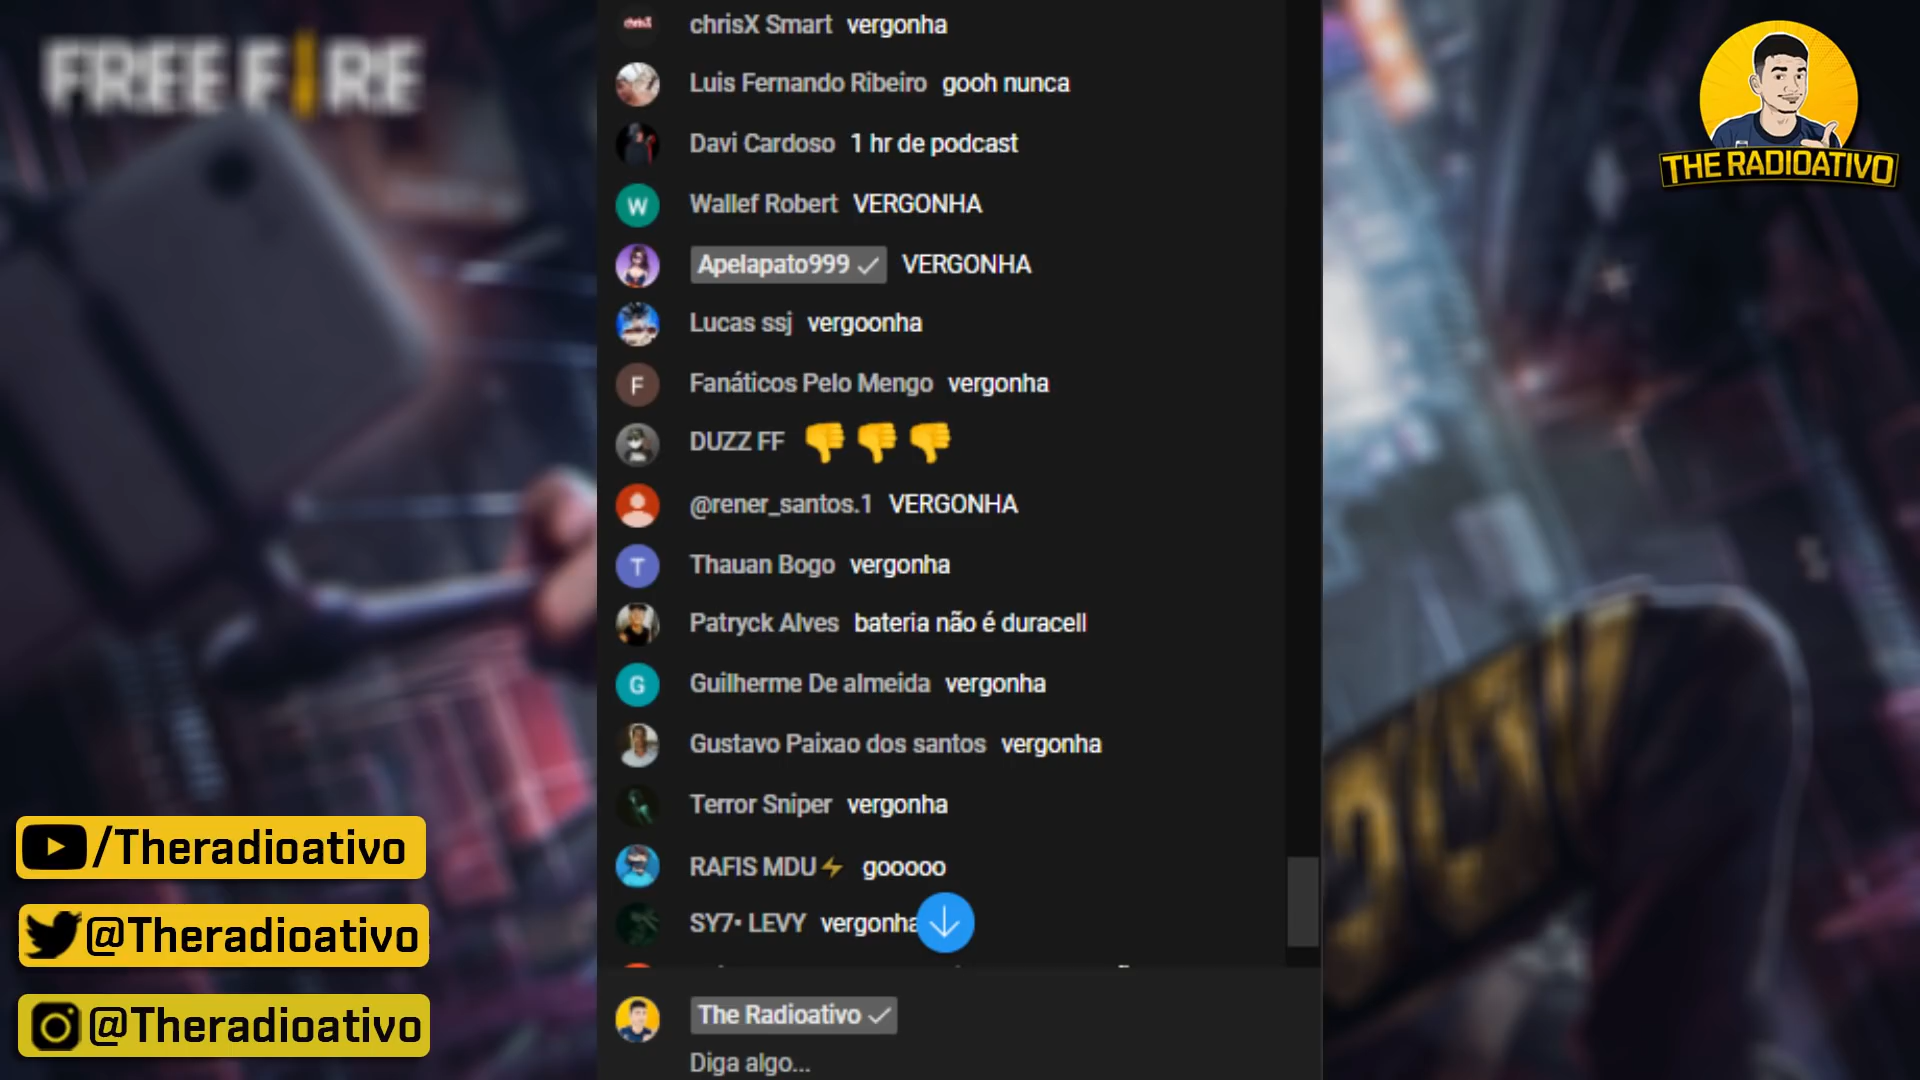 FREE FIRE
THE RADIOATIVO
chrisX Smart vergonha
Luis Fernando Ribeiro gooh nunca
Davi Cardoso 1 hr de podcast
W Wallef Robert VERGONHA
Apelapato999 ✓ VERGONHA
Lucas ssj vergoonha
F Fanáticos Pelo Mengo vergonha
DUZZ FF 👎👎👎
@rener_santos.1 VERGONHA
T Thauan Bogo vergonha
Patryck Alves bateria não é duracell
G Guilherme De almeida vergonha
Gustavo Paixao dos santos vergonha
Terror Sniper vergonha
RAFIS MDU⚡ gooooo
SY7• LEVY vergonha
The Radioativo ✓
Diga algo...
/Theradioativo
@Theradioativo
@Theradioativo